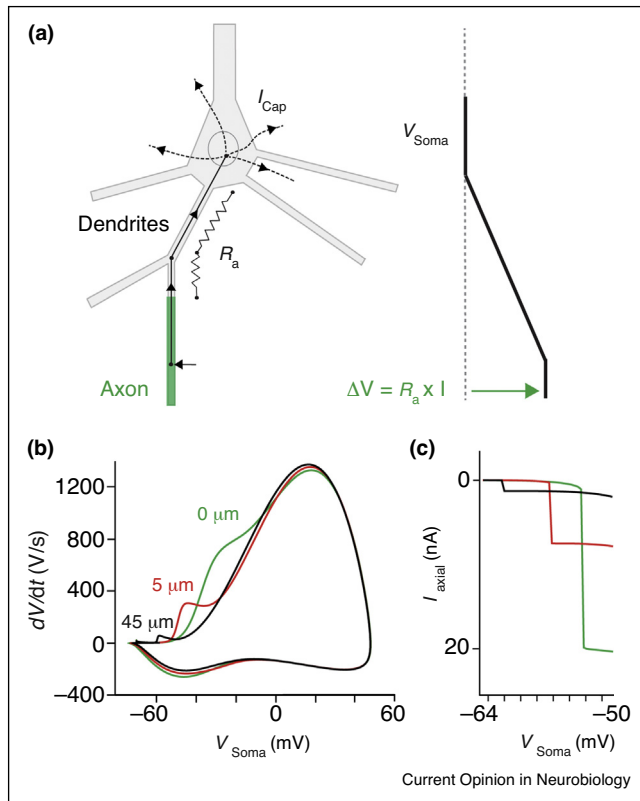 (a)
I Cap
V Soma
Dendrites
R a
Axon
ΔV = R a x I
(b)
1200
800
400
0
−400
dV/dt (V/s)
0 μm
5 μm
45 μm
−60
0
60
V Soma (mV)
(c)
0
20
I axial (nA)
−64
−50
V Soma (mV)
Current Opinion in Neurobiology